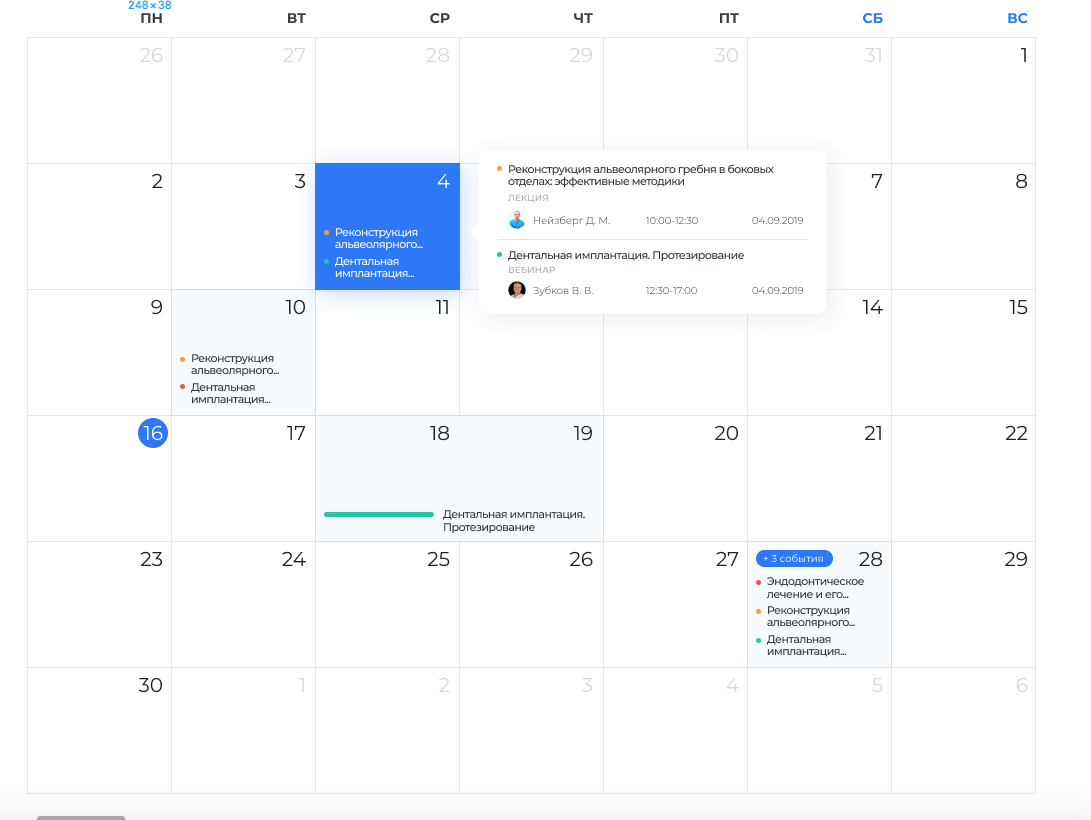 248×38
ПН ВТ СР ЧТ ПТ СБ ВС
26 27 28 29 30 31 1
2 3 4 7 8
Реконструкция
альвеолярного...
Дентальная
имплантация...
Реконструкция альвеолярного гребня в боковых
отделах: эффективные методики
ЛЕКЦИЯ
Нейзберг Д. М. 10:00-12:30 04.09.2019
Дентальная имплантация. Протезирование
ВЕБИНАР
Зубков В. В. 12:30-17:00 04.09.2019
9 10 11 14 15
Реконструкция
альвеолярного...
Дентальная
имплантация...
16 17 18 19 20 21 22
Дентальная имплантация.
Протезирование
23 24 25 26 27 28 29
+ 3 события
Эндодонтическое
лечение и его...
Реконструкция
альвеолярного...
Дентальная
имплантация...
30 1 2 3 4 5 6